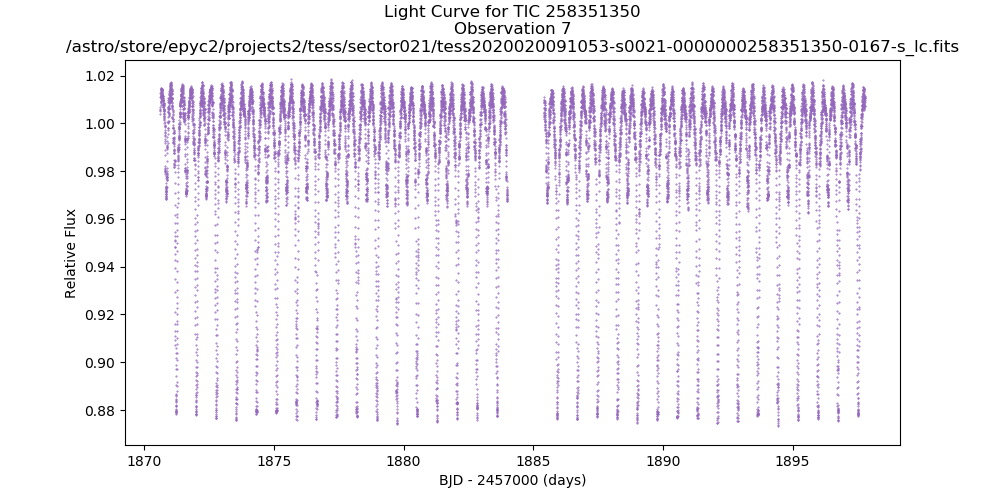 Light Curve for TIC 258351350
Observation 7
/astro/store/epyc2/projects2/tess/sector021/tess2020020091053-s0021-0000000258351350-0167-s_lc.fits
1.02
1.00
0.98
0.96
0.94
0.92
0.90
0.88
Relative Flux
1870
1875
1880
1885
1890
1895
BJD - 2457000 (days)